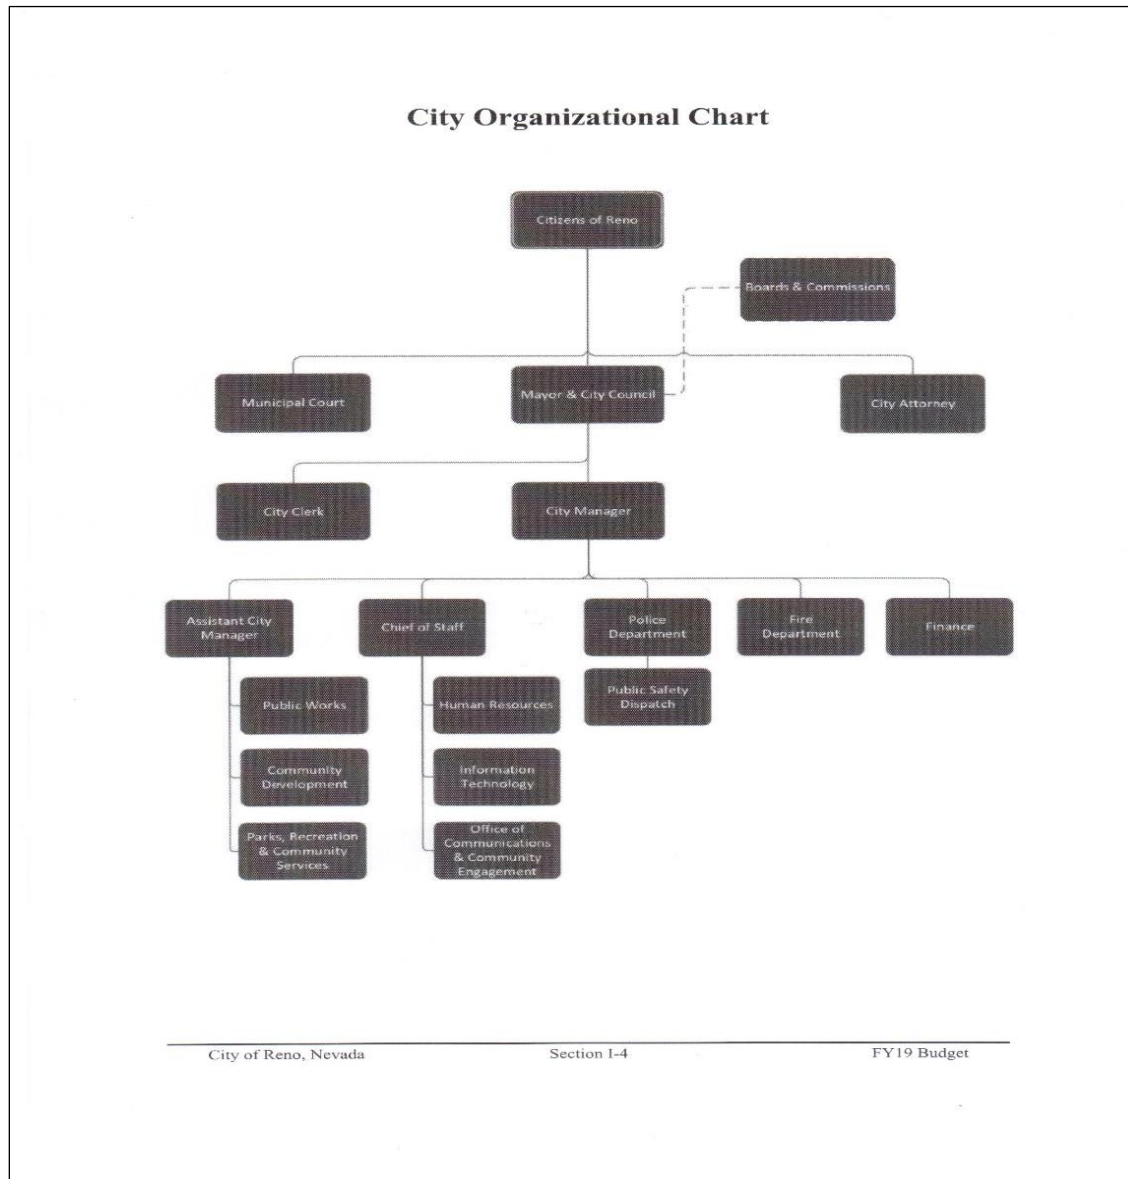 City Organizational Chart
Citizens of Reno
Boards & Commissions
Municipal Court
Mayor & City Council
City Attorney
City Clerk
City Manager
Assistant City
Manager
Chief of Staff
Police
Department
Fire
Department
Finance
Public Works
Human Resources
Public Safety
Dispatch
Community
Development
Information
Technology
Parks, Recreation
& Community
Services
Office of
Communications
& Community
Engagement
City of Reno, Nevada
Section I-4
FY19 Budget